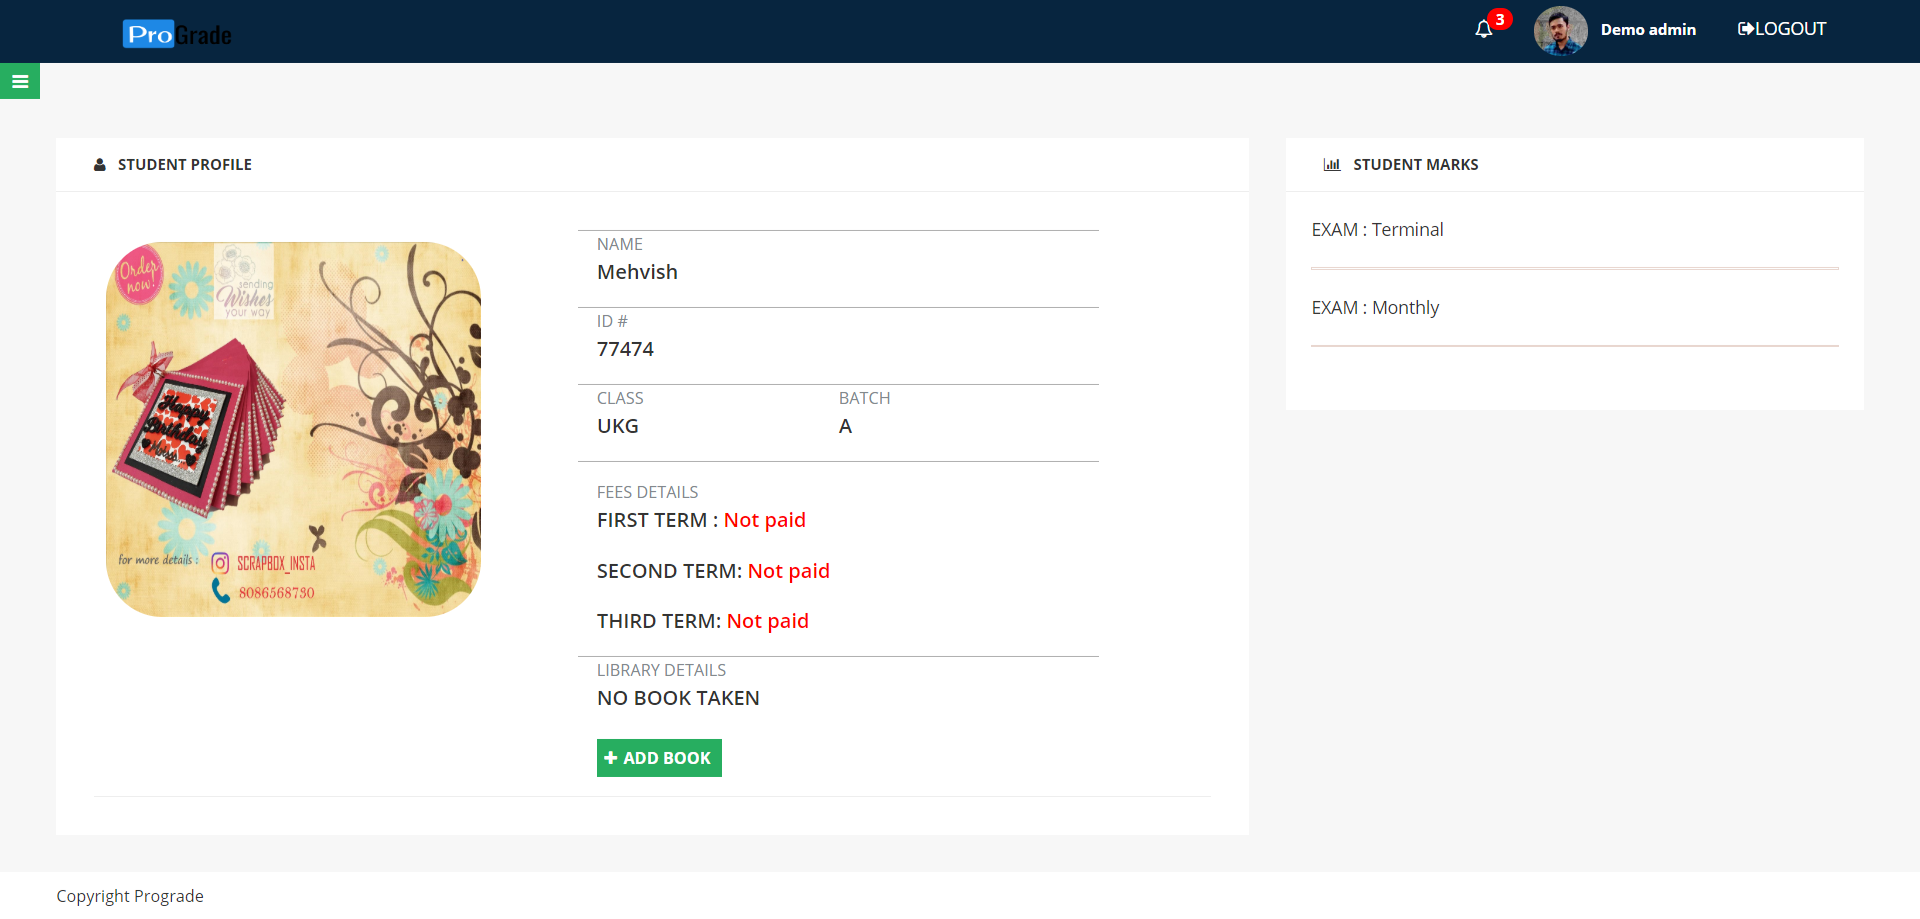 ProGrade
3
Demo admin
LOGOUT
STUDENT PROFILE
Order now!
sending
Wishes
your way
Happy
Birthday
for more details :
SCRAPBOX_INSTA
8086568730
NAME
Mehvish
ID #
77474
CLASS
BATCH
UKG
A
FEES DETAILS
FIRST TERM : Not paid
SECOND TERM: Not paid
THIRD TERM: Not paid
LIBRARY DETAILS
NO BOOK TAKEN
ADD BOOK
STUDENT MARKS
EXAM : Terminal
EXAM : Monthly
Copyright Prograde